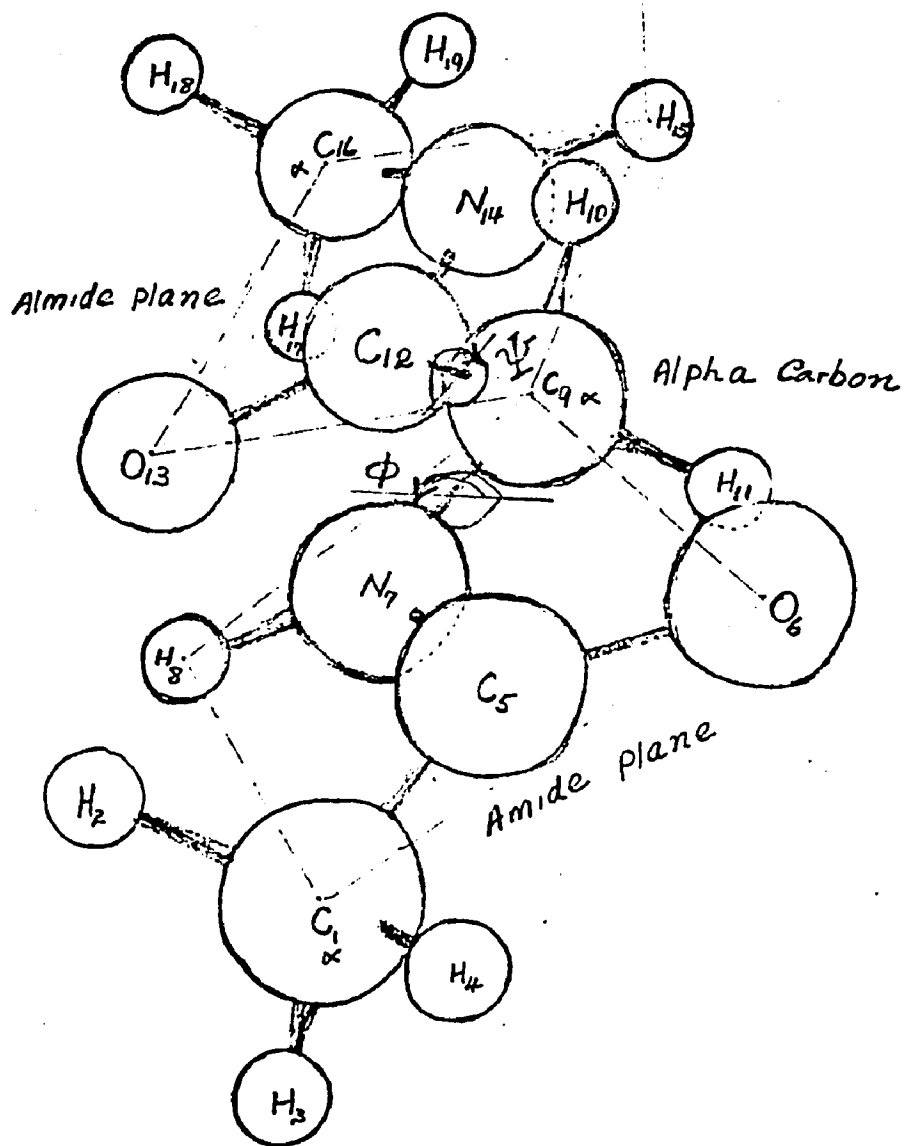 H19
H18
H15
C16
α
N14
H10
Almide plane
H17
C12
Ψ
C9 α
Alpha Carbon
O13
Φ
H11
N7
O6
H8
C5
Amide plane
H2
C1
α
H4
H3